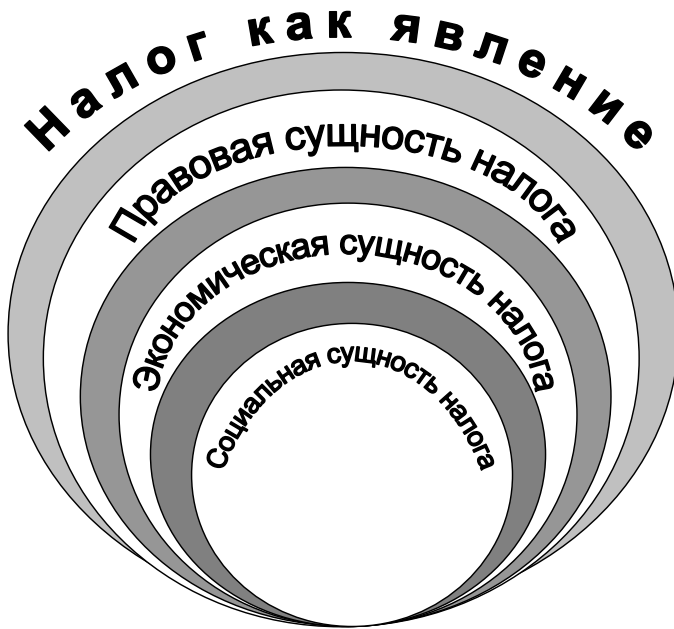 Налог как явление
Правовая сущность налога
Экономическая сущность налога
Социальная сущность налога